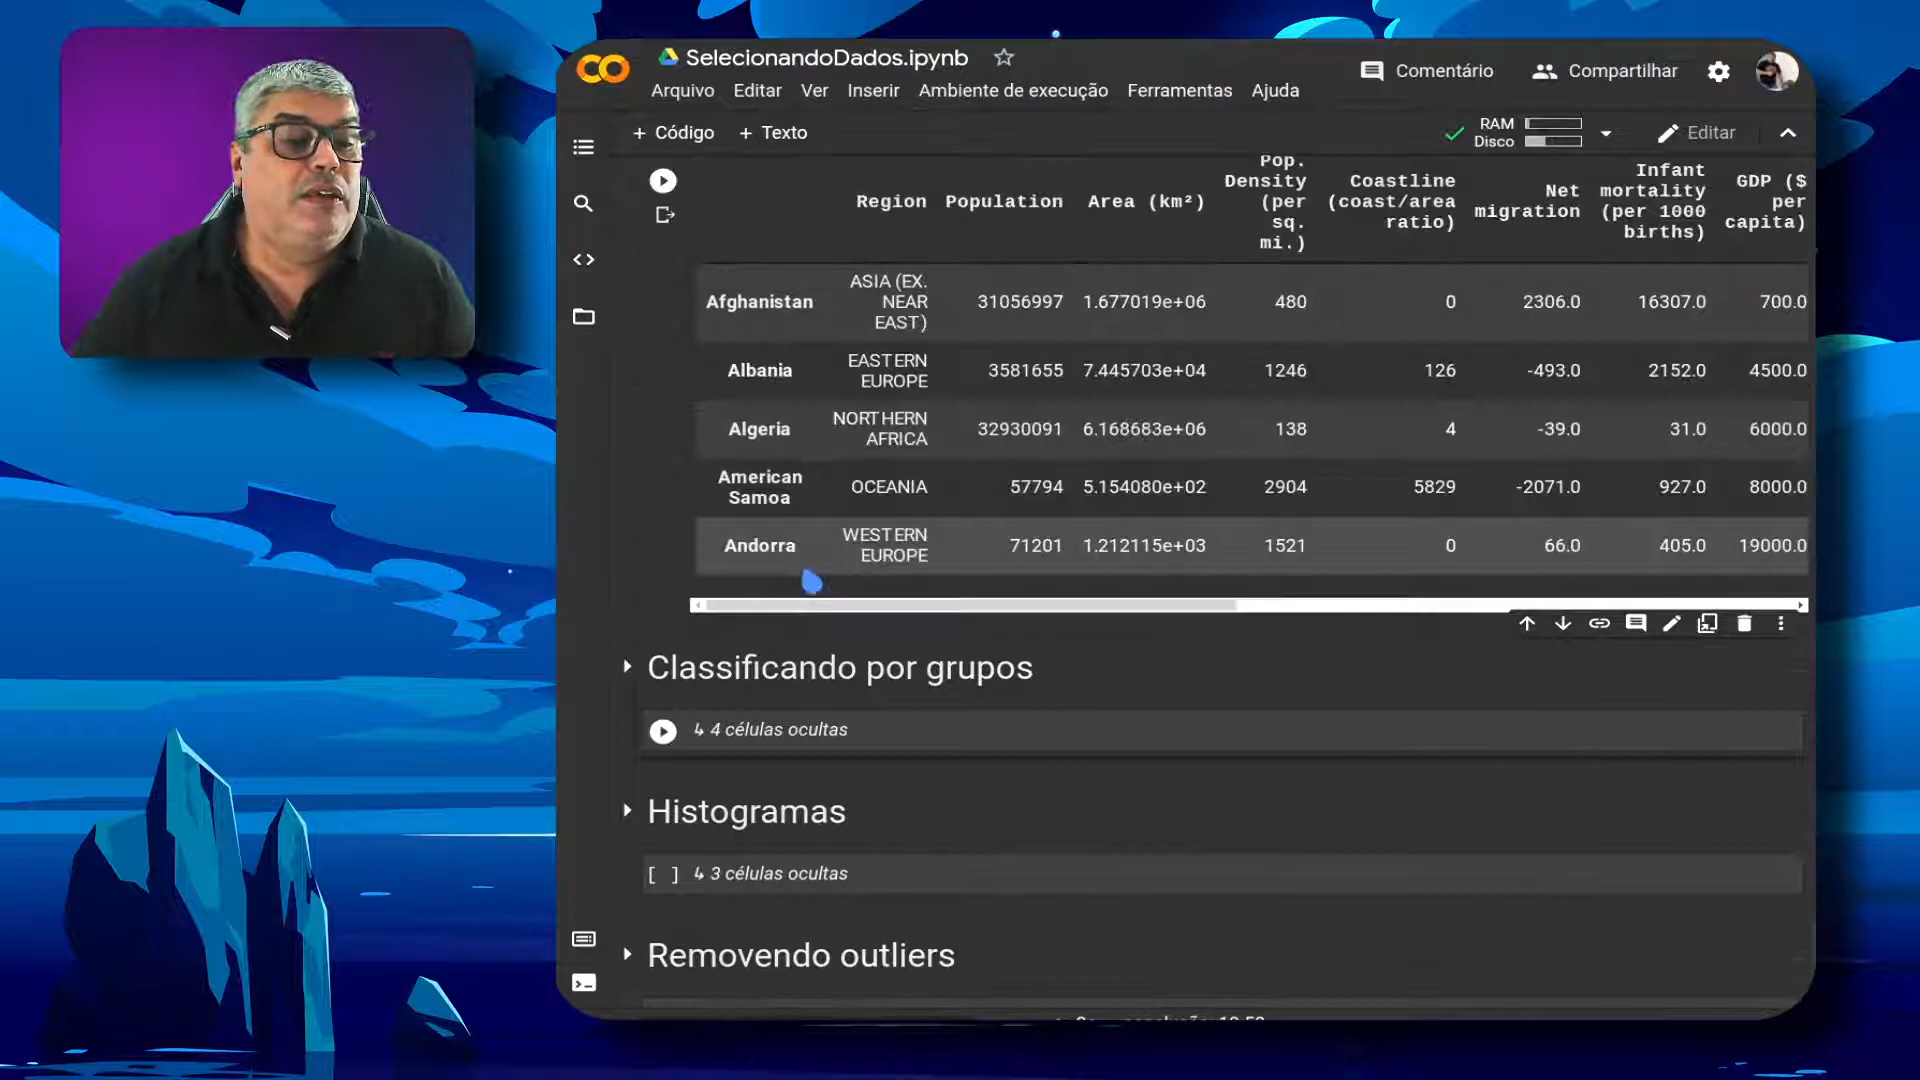 SelecionandoDados.ipynb
Comentário
Compartilhar
Arquivo Editar Ver Inserir Ambiente de execução Ferramentas Ajuda
+ Código + Texto
RAM
Disco
Editar
Region Population Area (km²) Pop. Density (per sq. mi.) Coastline (coast/area ratio) Net migration Infant mortality (per 1000 births) GDP ($ per capita)
Afghanistan ASIA (EX. NEAR EAST) 31056997 1.677019e+06 480 0 2306.0 16307.0 700.0
Albania EASTERN EUROPE 3581655 7.445703e+04 1246 126 -493.0 2152.0 4500.0
Algeria NORTHERN AFRICA 32930091 6.168683e+06 138 4 -39.0 31.0 6000.0
American Samoa OCEANIA 57794 5.154080e+02 2904 5829 -2071.0 927.0 8000.0
Andorra WESTERN EUROPE 71201 1.212115e+03 1521 0 66.0 405.0 19000.0
Classificando por grupos
↳ 4 células ocultas
Histogramas
[ ] ↳ 3 células ocultas
Removendo outliers